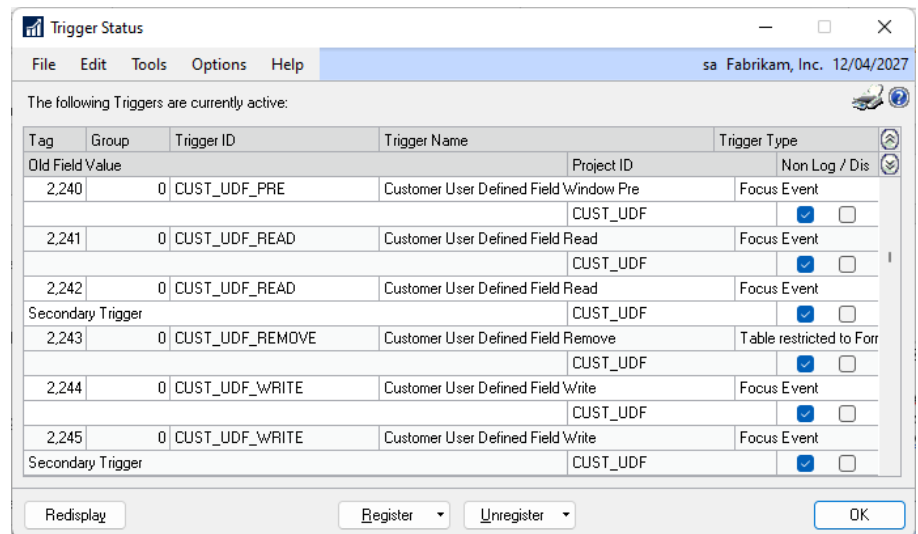 Trigger Status
File Edit Tools Options Help sa Fabrikam, Inc. 12/04/2027
The following Triggers are currently active:
Tag Group Trigger ID Trigger Name Trigger Type
Old Field Value Project ID Non Log / Dis
2,240 0 CUST_UDF_PRE Customer User Defined Field Window Pre Focus Event
CUST_UDF
2,241 0 CUST_UDF_READ Customer User Defined Field Read Focus Event
CUST_UDF
2,242 0 CUST_UDF_READ Customer User Defined Field Read Focus Event
Secondary Trigger CUST_UDF
2,243 0 CUST_UDF_REMOVE Customer User Defined Field Remove Table restricted to Forr
CUST_UDF
2,244 0 CUST_UDF_WRITE Customer User Defined Field Write Focus Event
CUST_UDF
2,245 0 CUST_UDF_WRITE Customer User Defined Field Write Focus Event
Secondary Trigger CUST_UDF
Redisplay Register Unregister OK